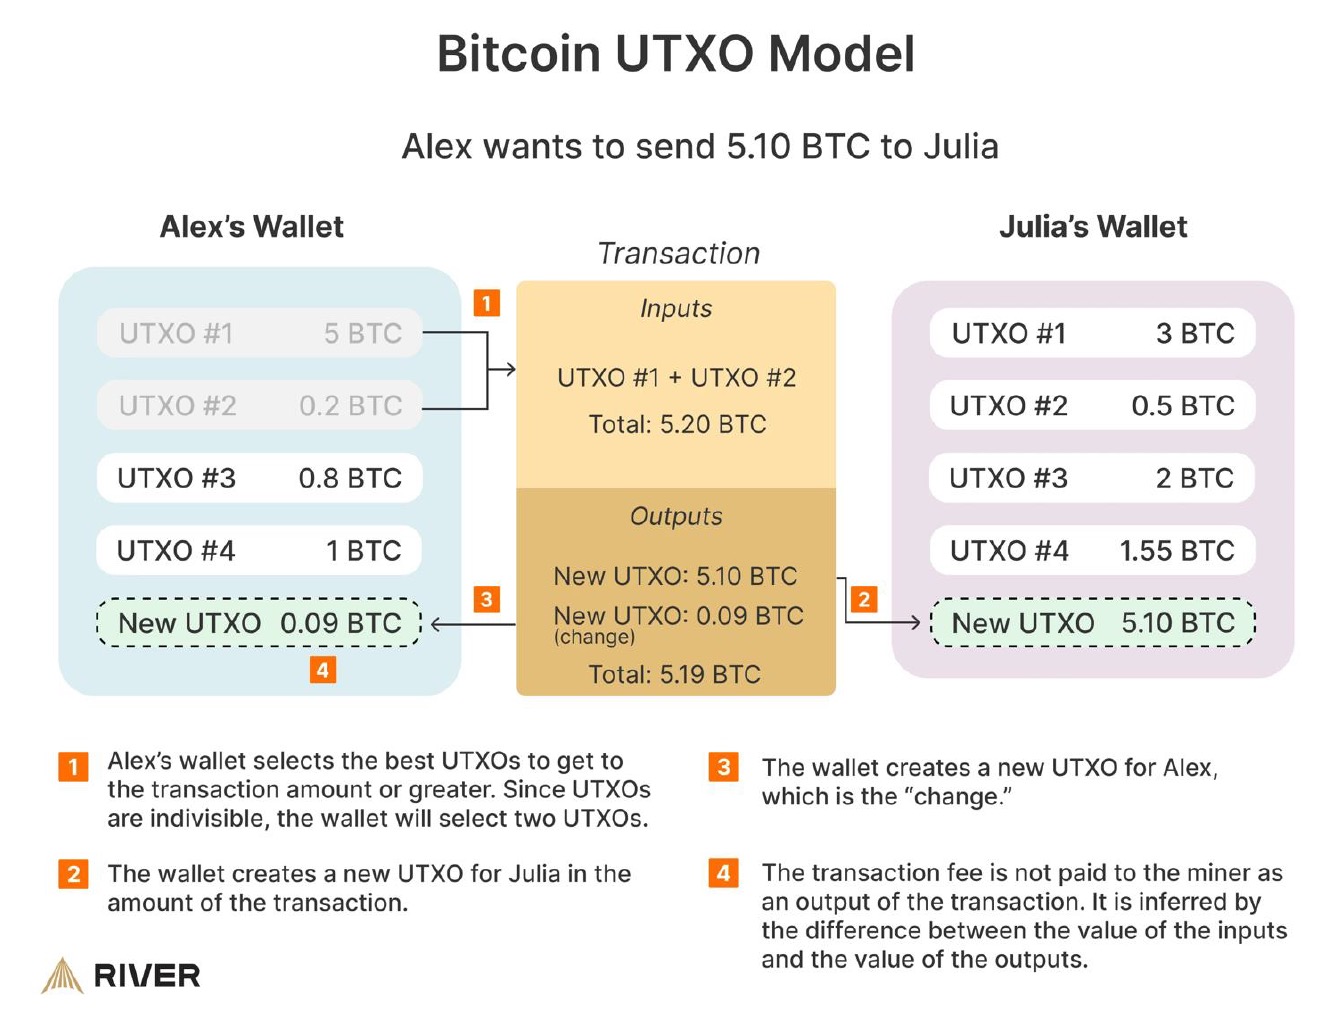 Bitcoin UTXO Model
Alex wants to send 5.10 BTC to Julia
Alex's Wallet
UTXO #1 5 BTC
UTXO #2 0.2 BTC
UTXO #3 0.8 BTC
UTXO #4 1 BTC
New UTXO 0.09 BTC
4
1
3
Transaction
Inputs
UTXO #1 + UTXO #2
Total: 5.20 BTC
Outputs
New UTXO: 5.10 BTC
New UTXO: 0.09 BTC
(change)
Total: 5.19 BTC
2
Julia's Wallet
UTXO #1 3 BTC
UTXO #2 0.5 BTC
UTXO #3 2 BTC
UTXO #4 1.55 BTC
New UTXO 5.10 BTC
1 Alex's wallet selects the best UTXOs to get to
the transaction amount or greater. Since UTXOs
are indivisible, the wallet will select two UTXOs.
2 The wallet creates a new UTXO for Julia in the
amount of the transaction.
3 The wallet creates a new UTXO for Alex,
which is the “change.”
4 The transaction fee is not paid to the miner as
an output of the transaction. It is inferred by
the difference between the value of the inputs
and the value of the outputs.
RIVER